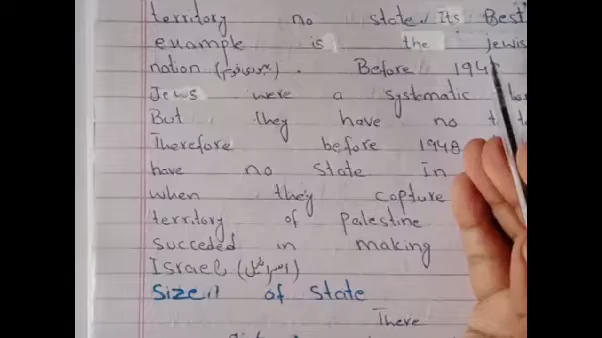 territory no state. Its Best
example is the jewis
nation (یہودی قوم). Before 194
Jews were a systematic
But they have no
Therefore before 1948
have no state In
when they capture
territory of palestine
succeded in making
Israel (اسرائیل)
Size of state
There